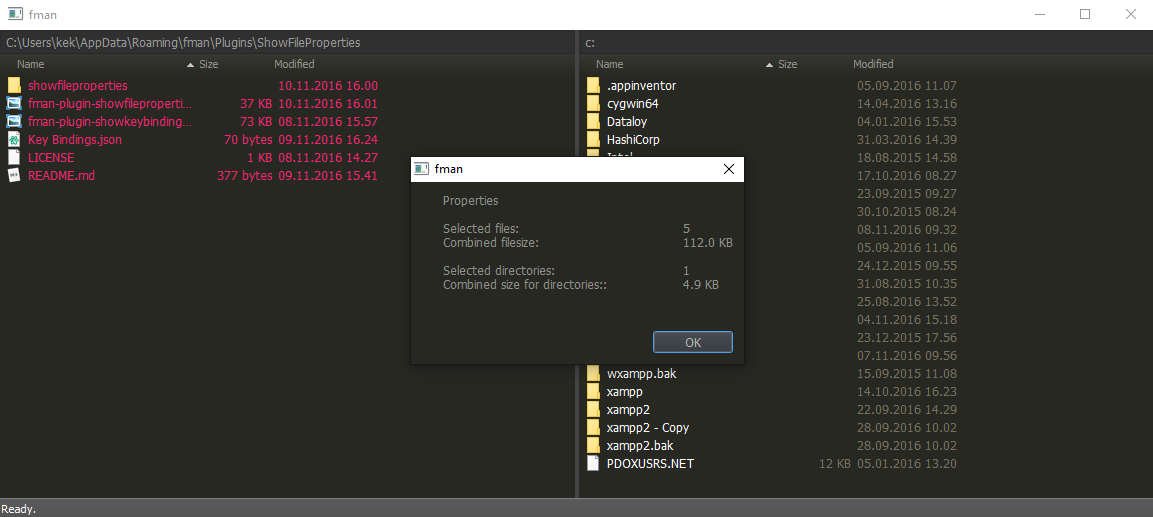 fman
C:\Users\kek\AppData\Roaming\fman\Plugins\ShowFileProperties
Name Size Modified
showfileproperties 10.11.2016 16.00
fman-plugin-showfileproperti... 37 KB 10.11.2016 16.01
fman-plugin-showkeybinding... 73 KB 08.11.2016 15.57
Key Bindings.json 70 bytes 09.11.2016 16.24
LICENSE 1 KB 08.11.2016 14.27
README.md 377 bytes 09.11.2016 15.41
c:
Name Size Modified
.appinventor 05.09.2016 11.07
cygwin64 14.04.2016 13.16
Dataloy 04.01.2016 15.53
HashiCorp 31.03.2016 14.39
Intel 18.08.2015 14.58
17.10.2016 08.27
23.09.2015 09.27
30.10.2015 08.24
08.11.2016 09.32
05.09.2016 11.06
24.12.2015 09.55
31.08.2015 10.35
25.08.2016 13.52
04.11.2016 15.18
23.12.2015 17.56
07.11.2016 09.56
wxampp.bak 15.09.2015 11.08
xampp 14.10.2016 16.23
xampp2 22.09.2016 14.29
xampp2 - Copy 28.09.2016 10.02
xampp2.bak 28.09.2016 10.02
PDOXUSRS.NET 12 KB 05.01.2016 13.20
fman
Properties
Selected files: 5
Combined filesize: 112.0 KB
Selected directories: 1
Combined size for directories:: 4.9 KB
OK
Ready.